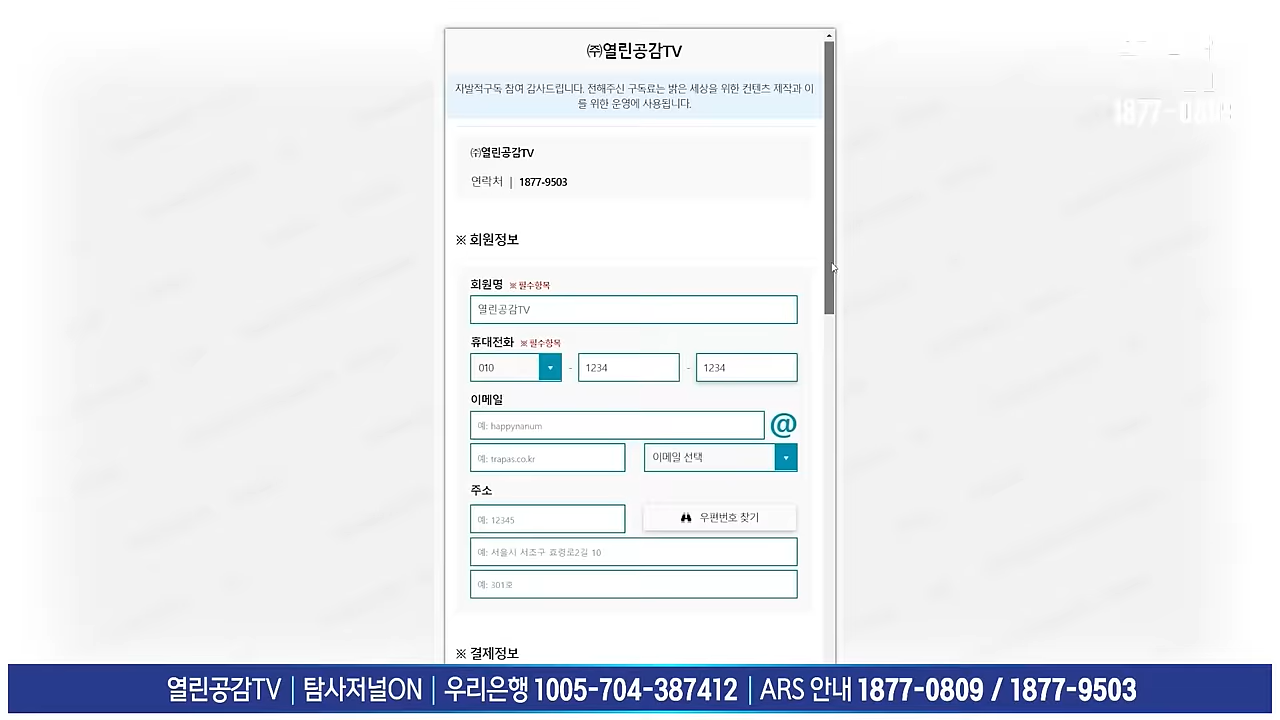 ㈜열린공감TV
자발적구독 참여 감사드립니다. 전해주신 구독료는 밝은 세상을 위한 컨텐츠 제작과 이
를 위한 운영에 사용됩니다.
㈜열린공감TV
연락처 | 1877-9503
※ 회원정보
회원명 ※ 필수항목
열린공감TV
휴대전화 ※ 필수항목
010 - 1234 - 1234
이메일
예: happynanum @
예: trapas.co.kr 이메일 선택
주소
예: 12345 우편번호 찾기
예: 서울시 서초구 효령로2길 10
예: 301호
※ 결제정보
열린공감TV | 탐사저널ON | 우리은행 1005-704-387412 | ARS 안내 1877-0809 / 1877-9503